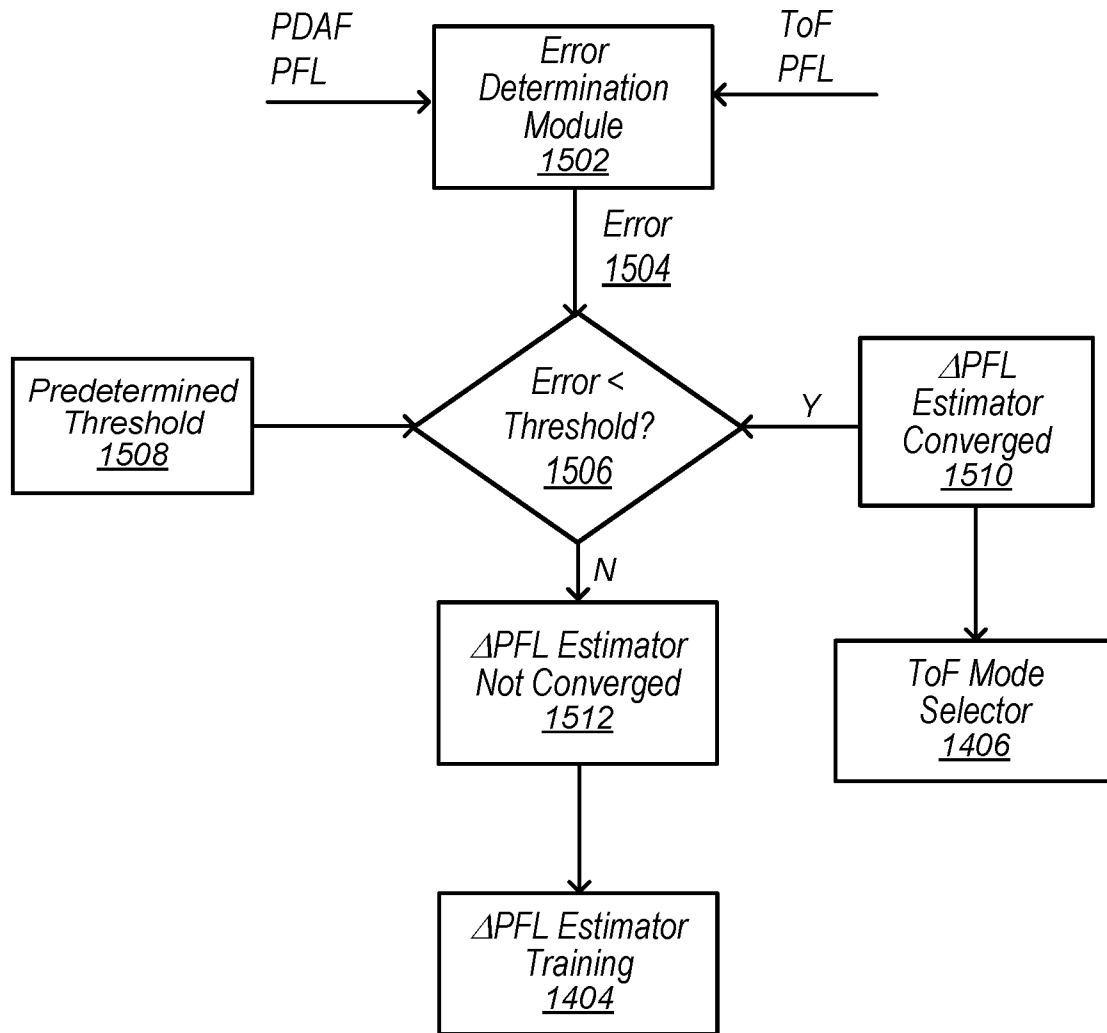 PDAF
PFL
Error
Determination
Module
1502
ToF
PFL
Error
1504
Predetermined
Threshold
1508
Error <
Threshold?
1506
Y
ΔPFL
Estimator
Converged
1510
N
ΔPFL Estimator
Not Converged
1512
ToF Mode
Selector
1406
ΔPFL Estimator
Training
1404